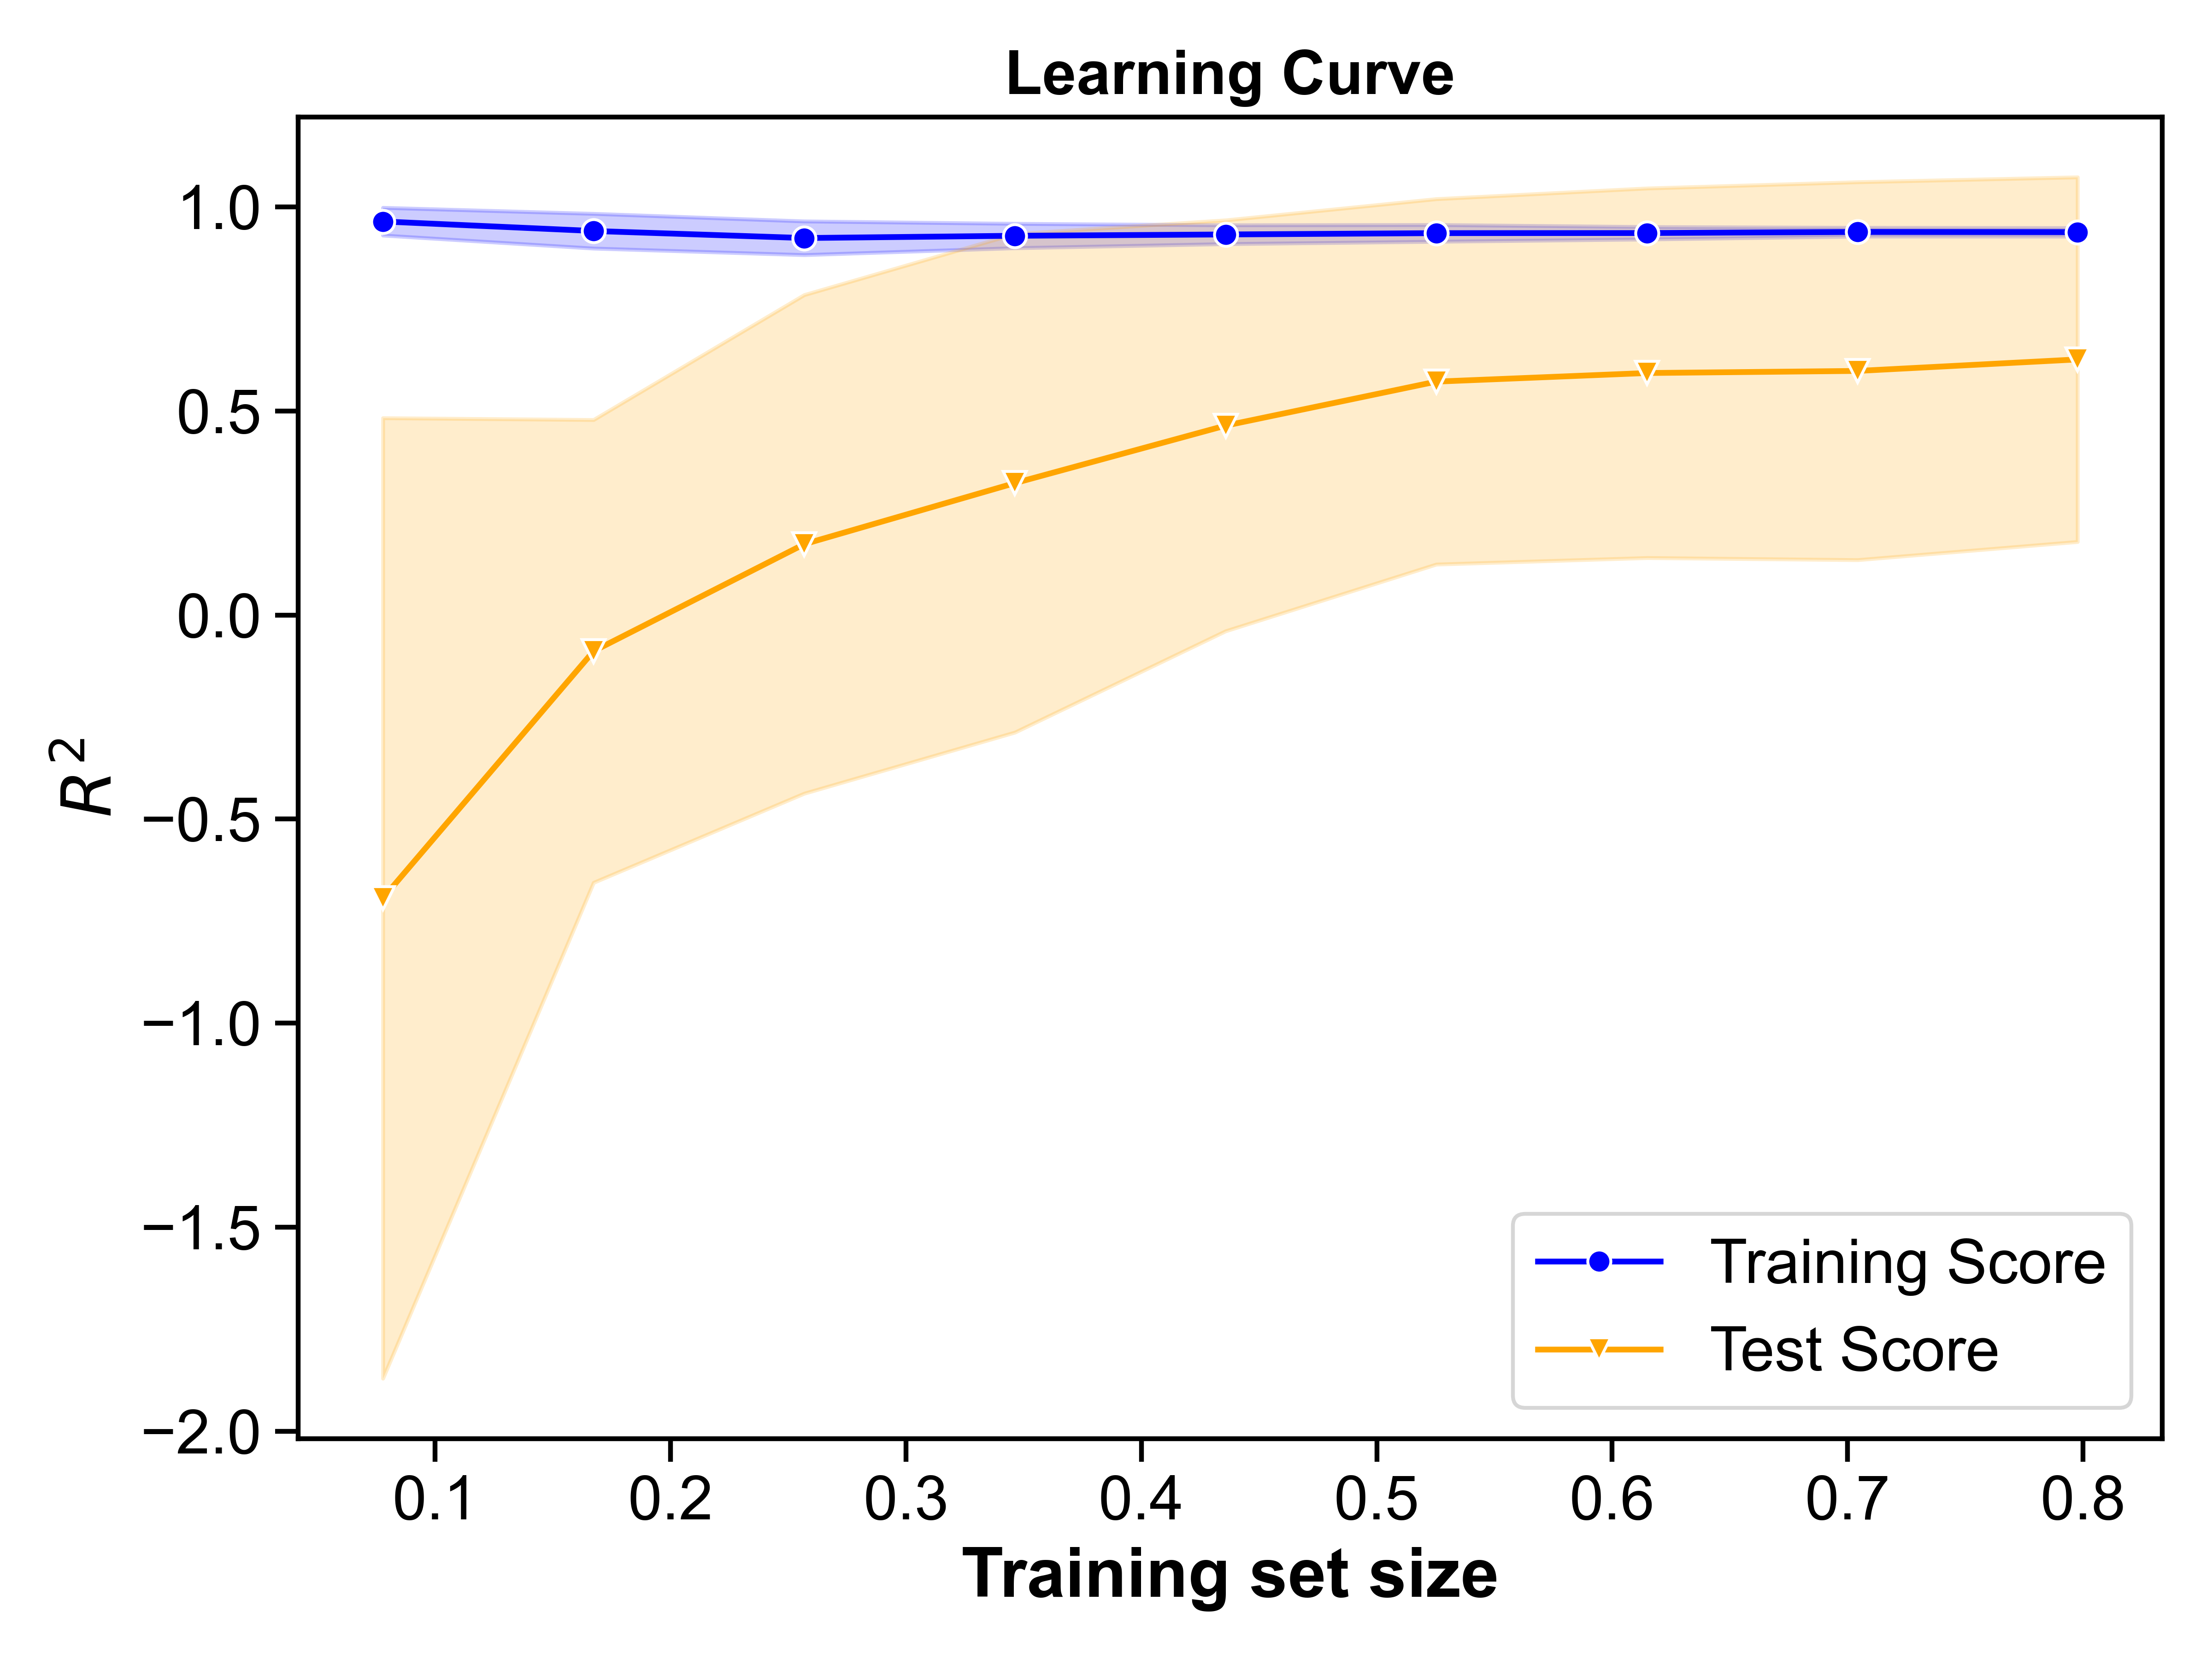 Learning Curve
1.0
0.5
0.0
−0.5
−1.0
−1.5
−2.0
R²
Training Score
Test Score
0.1 0.2 0.3 0.4 0.5 0.6 0.7 0.8
Training set size